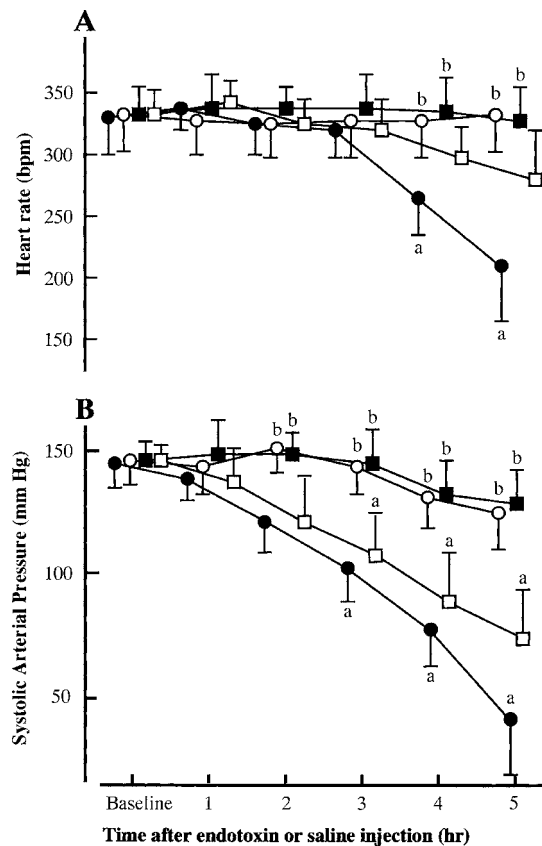 A
Heart rate (bpm)
350
300
250
200
150
b
b
b
b
a
a
B
Systolic Arterial Pressure (mm Hg)
150
100
50
b
b
b
b
b
b
b
b
a
a
a
a
a
a
Baseline 1 2 3 4 5
Time after endotoxin or saline injection (hr)